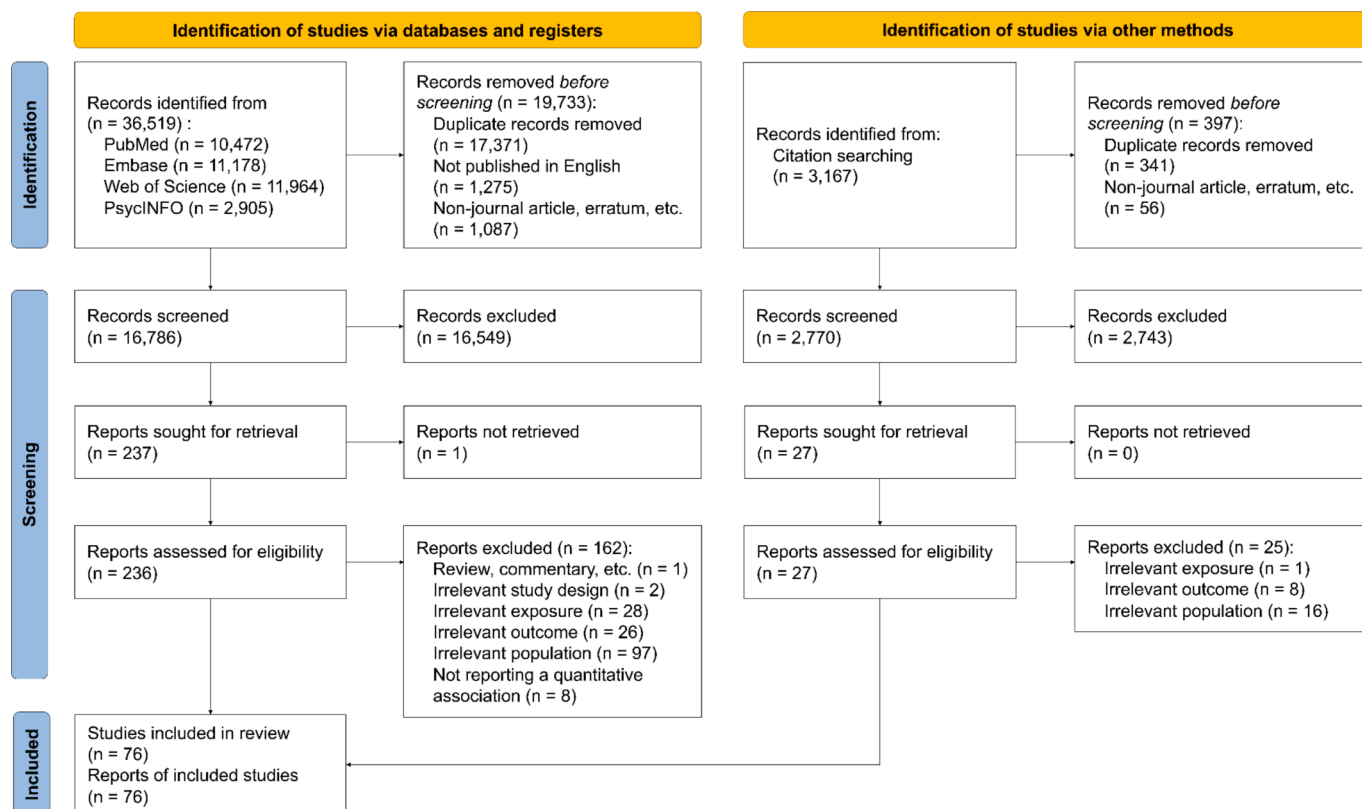 Identification of studies via databases and registers
Identification of studies via other methods
Identification
Records identified from
(n = 36,519) :
PubMed (n = 10,472)
Embase (n = 11,178)
Web of Science (n = 11,964)
PsycINFO (n = 2,905)
Records removed before
screening (n = 19,733):
Duplicate records removed
(n = 17,371)
Not published in English
(n = 1,275)
Non-journal article, erratum, etc.
(n = 1,087)
Records identified from:
Citation searching
(n = 3,167)
Records removed before
screening (n = 397):
Duplicate records removed
(n = 341)
Non-journal article, erratum, etc.
(n = 56)
Screening
Records screened
(n = 16,786)
Records excluded
(n = 16,549)
Records screened
(n = 2,770)
Records excluded
(n = 2,743)
Reports sought for retrieval
(n = 237)
Reports not retrieved
(n = 1)
Reports sought for retrieval
(n = 27)
Reports not retrieved
(n = 0)
Reports assessed for eligibility
(n = 236)
Reports excluded (n = 162):
Review, commentary, etc. (n = 1)
Irrelevant study design (n = 2)
Irrelevant exposure (n = 28)
Irrelevant outcome (n = 26)
Irrelevant population (n = 97)
Not reporting a quantitative
association (n = 8)
Reports assessed for eligibility
(n = 27)
Reports excluded (n = 25):
Irrelevant exposure (n = 1)
Irrelevant outcome (n = 8)
Irrelevant population (n = 16)
Included
Studies included in review
(n = 76)
Reports of included studies
(n = 76)